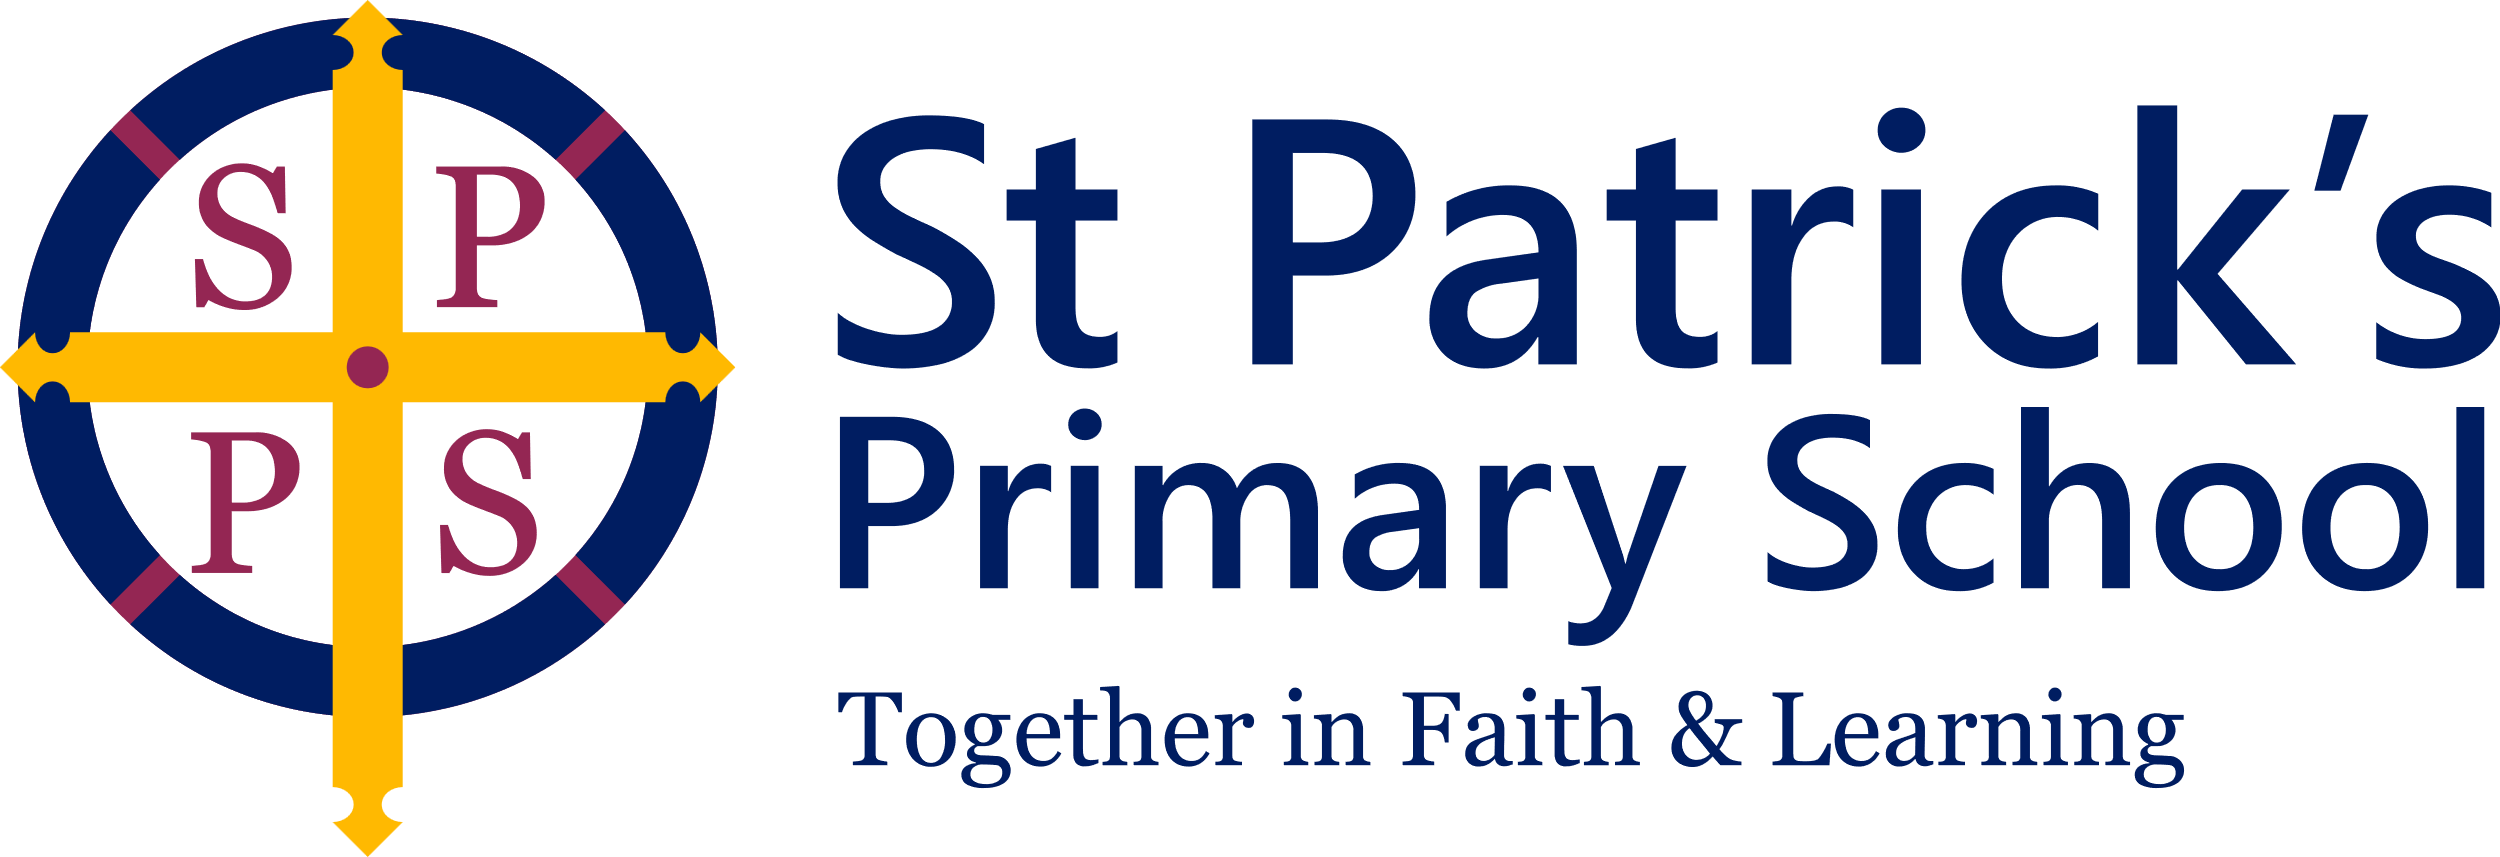 S P
P S
St Patrick's
Primary School
Together in Faith & Learning